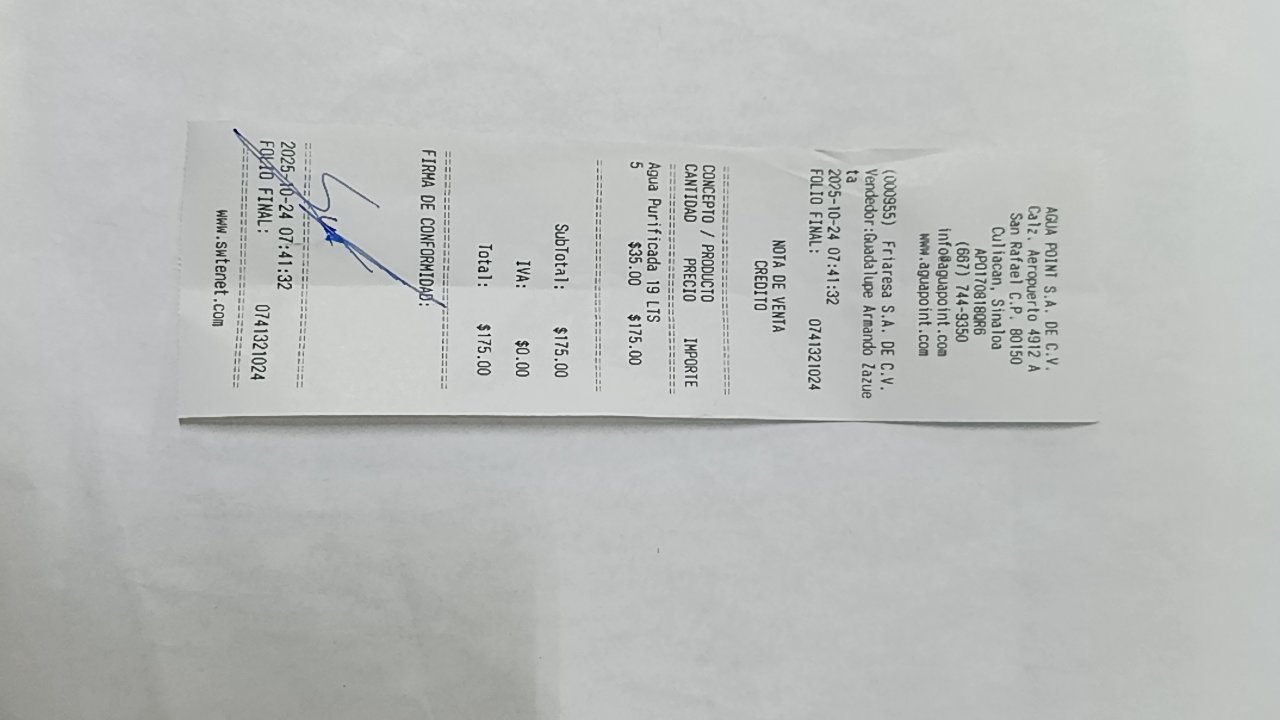 AGUA POINT S.A. DE C.V.
Calz. Aeropuerto 4912 A
San Rafael C.P. 80150
Culiacan, Sinaloa
APO170818QR6
(667) 744-9350
info@aguapoint.com
www.aguapoint.com
(000955) Friaresa S.A. DE C.V.
Vendedor:Guadalupe Armando Zazue
ta
2025-10-24 07:41:32
FOLIO FINAL: 0741321024
NOTA DE VENTA
CREDITO
================================
CONCEPTO / PRODUCTO
CANTIDAD PRECIO IMPORTE
================================
Agua Purificada 19 LTS
5 $35.00 $175.00
================================
SubTotal: $175.00
IVA: $0.00
Total: $175.00
================================
FIRMA DE CONFORMIDAD:
================================
2025-10-24 07:41:32
FOLIO FINAL: 0741321024
================================
www.swtenet.com